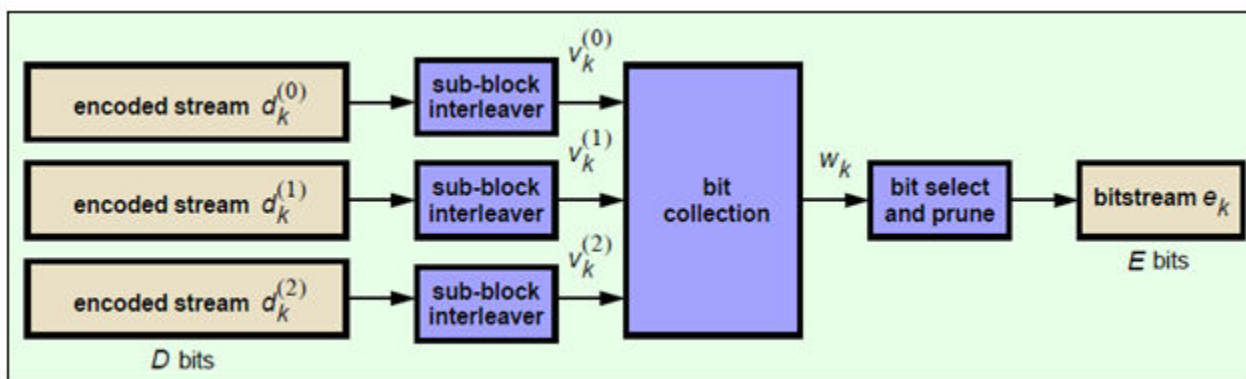 encoded stream d_k^(0)
sub-block
interleaver
v_k^(0)
encoded stream d_k^(1)
sub-block
interleaver
v_k^(1)
encoded stream d_k^(2)
sub-block
interleaver
v_k^(2)
D bits
bit
collection
w_k
bit select
and prune
bitstream e_k
E bits